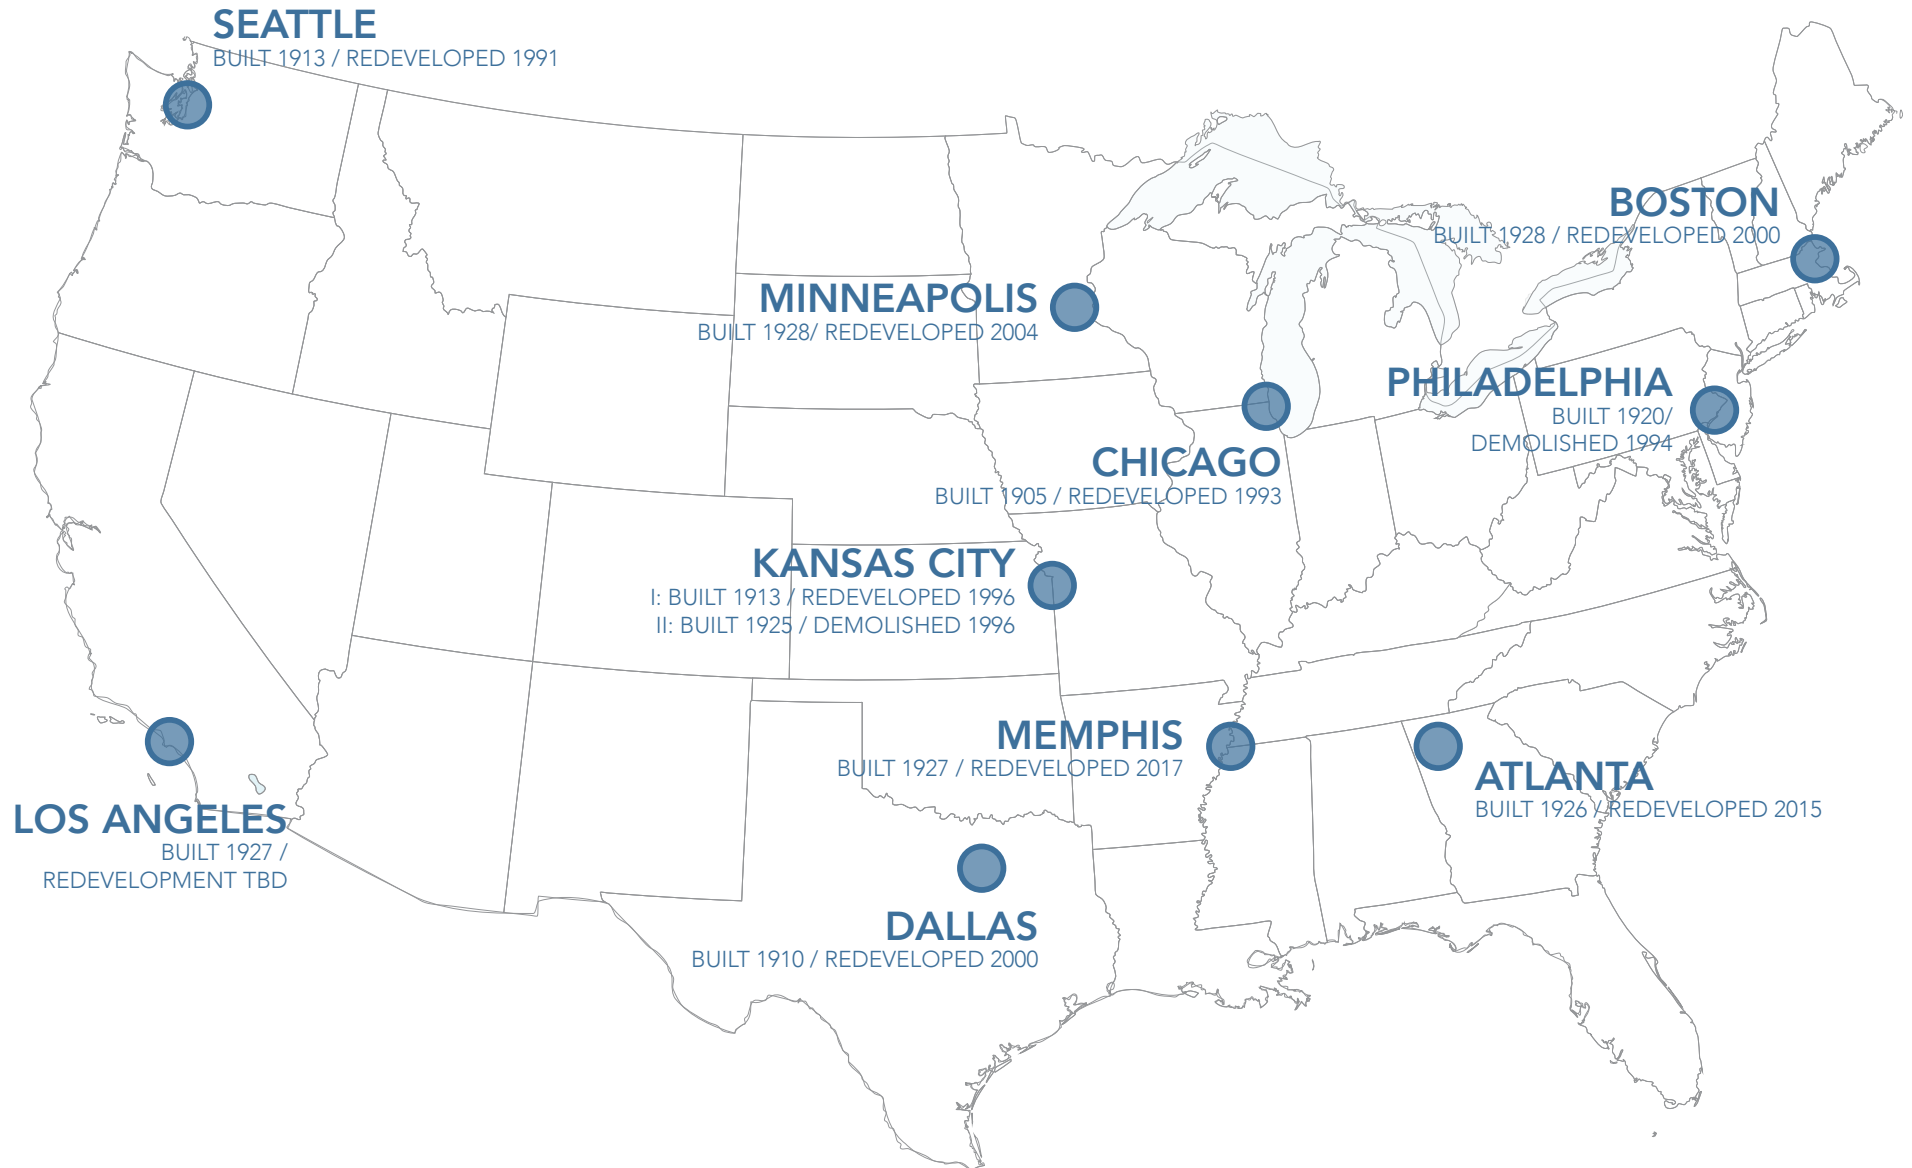 SEATTLE
BUILT 1913 / REDEVELOPED 1991
BOSTON
BUILT 1928 / REDEVELOPED 2000
MINNEAPOLIS
BUILT 1928/ REDEVELOPED 2004
PHILADELPHIA
BUILT 1920/
DEMOLISHED 1994
CHICAGO
BUILT 1905 / REDEVELOPED 1993
KANSAS CITY
I: BUILT 1913 / REDEVELOPED 1996
II: BUILT 1925 / DEMOLISHED 1996
MEMPHIS
BUILT 1927 / REDEVELOPED 2017
ATLANTA
BUILT 1926 / REDEVELOPED 2015
LOS ANGELES
BUILT 1927 /
REDEVELOPMENT TBD
DALLAS
BUILT 1910 / REDEVELOPED 2000